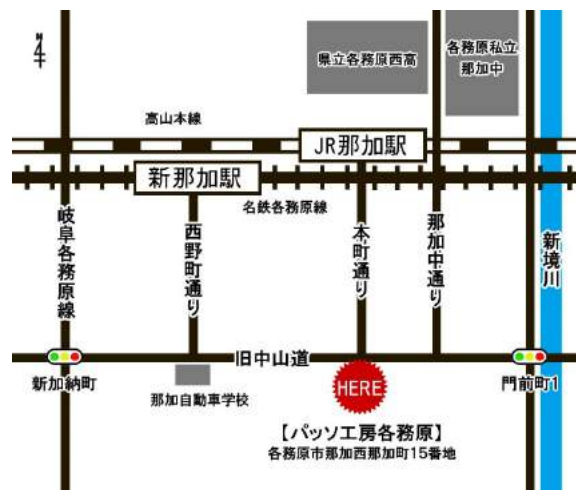 N
県立各務原西高
各務原私立
那加中
高山本線
JR那加駅
新那加駅
名鉄各務原線
岐阜各務原線
西野町通り
本町通り
那加中通り
新境川
旧中山道
新加納町
那加自動車学校
HERE
門前町1
【パッソ工房各務原】
各務原市那加西那加町15番地